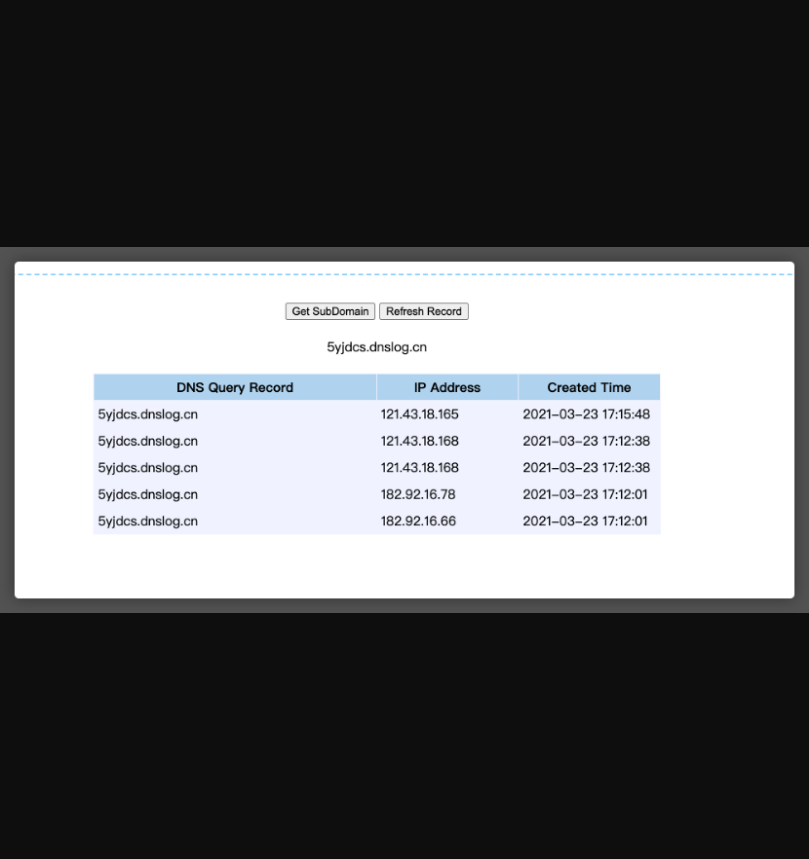 Get SubDomain Refresh Record
5yjdcs.dnslog.cn
DNS Query Record IP Address Created Time
5yjdcs.dnslog.cn 121.43.18.165 2021-03-23 17:15:48
5yjdcs.dnslog.cn 121.43.18.168 2021-03-23 17:12:38
5yjdcs.dnslog.cn 121.43.18.168 2021-03-23 17:12:38
5yjdcs.dnslog.cn 182.92.16.78 2021-03-23 17:12:01
5yjdcs.dnslog.cn 182.92.16.66 2021-03-23 17:12:01